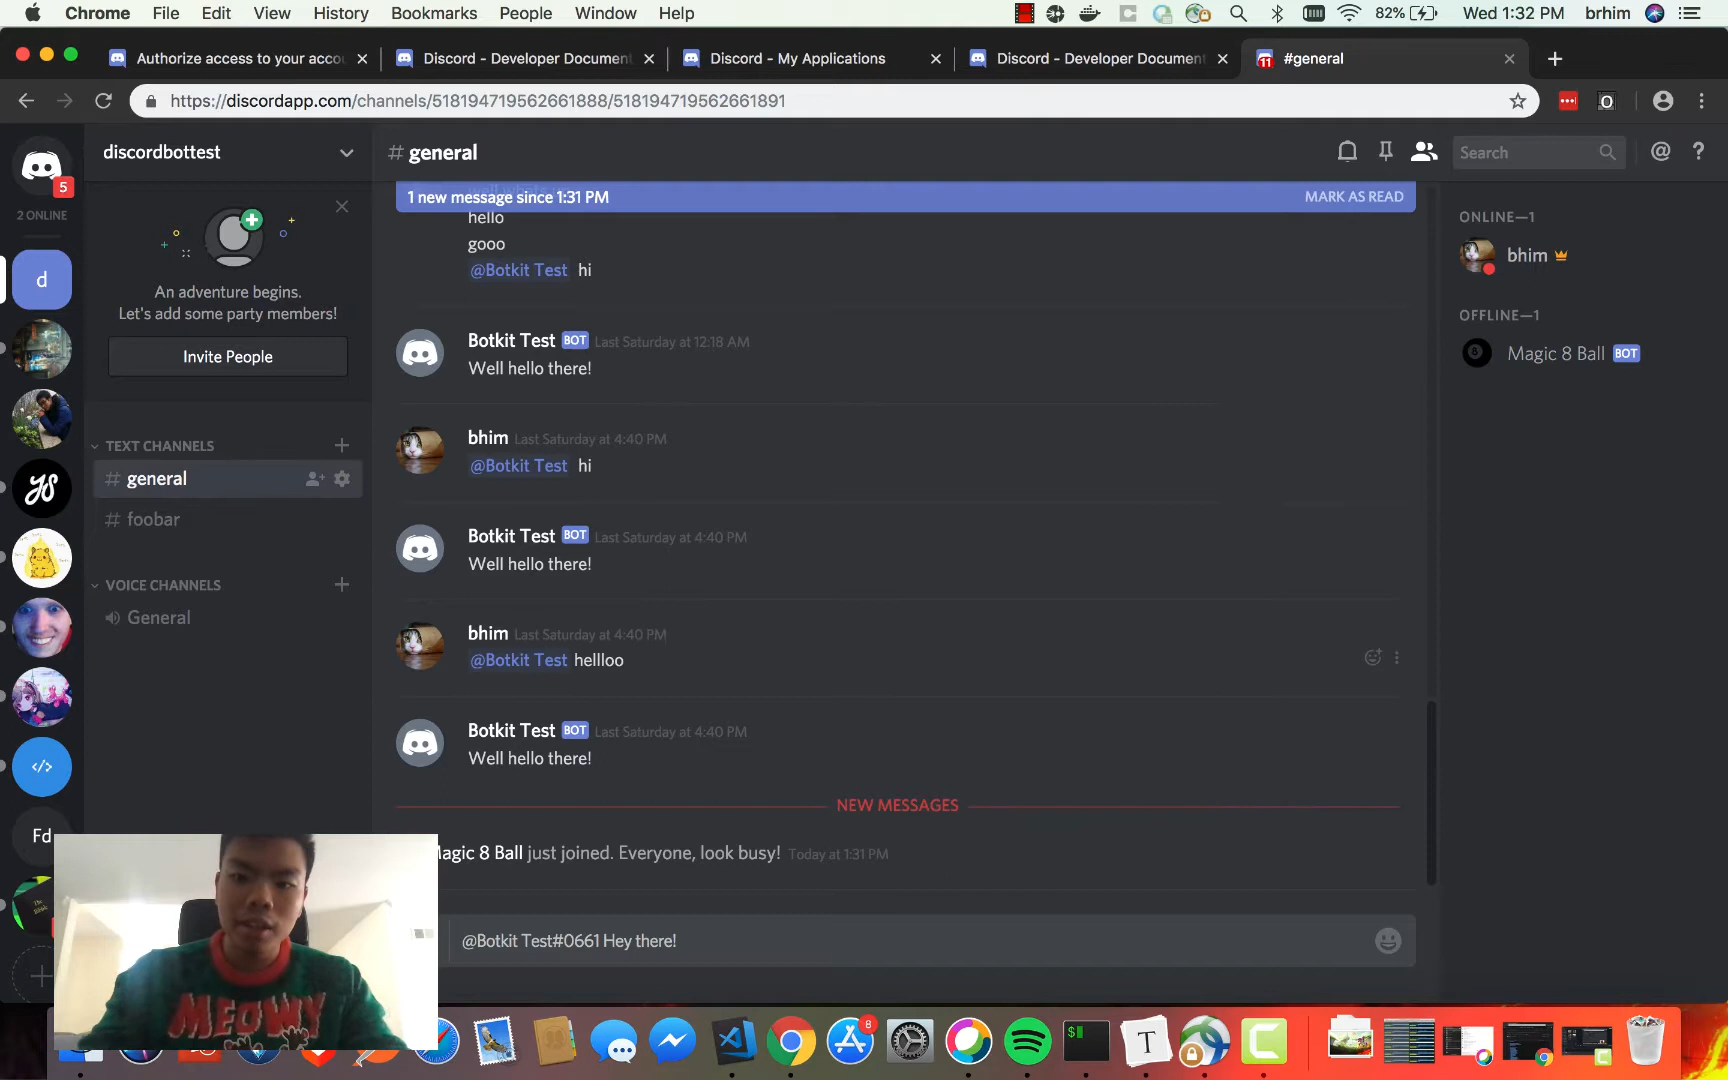 Chrome File Edit View History Bookmarks People Window Help 82% Wed 1:32 PM brhim
Authorize access to your acco
Discord - Developer Document
Discord - My Applications
Discord - Developer Document
11 #general
https://discordapp.com/channels/518194719562661888/518194719562661891
5
2 ONLINE
d
Fd
discordbottest
An adventure begins.
Let's add some party members!
Invite People
TEXT CHANNELS
# general
# foobar
VOICE CHANNELS
General
# general
Search
@ ?
1 new message since 1:31 PM MARK AS READ
hello
gooo
@Botkit Test hi
Botkit Test BOT Last Saturday at 12:18 AM
Well hello there!
bhim Last Saturday at 4:40 PM
@Botkit Test hi
Botkit Test BOT Last Saturday at 4:40 PM
Well hello there!
bhim Last Saturday at 4:40 PM
@Botkit Test hellloo
Botkit Test BOT Last Saturday at 4:40 PM
Well hello there!
NEW MESSAGES
Magic 8 Ball just joined. Everyone, look busy! Today at 1:31 PM
@Botkit Test#0661 Hey there!
ONLINE—1
bhim
OFFLINE—1
8 Magic 8 Ball BOT
MEOWY
8
$
T